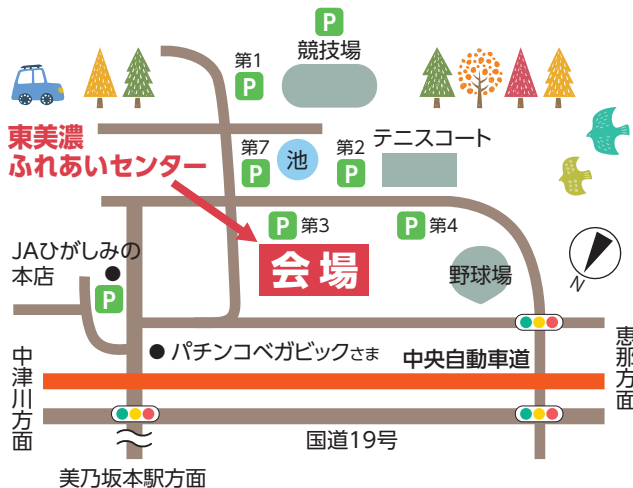 P
競技場
第1
P
東美濃
ふれあいセンター
第7
P
池
第2
P
テニスコート
P 第3
P 第4
会場
JAひがしみの
本店
P
野球場
N
パチンコベガビックさま
中央自動車道
恵那方面
中津川方面
国道19号
美乃坂本駅方面